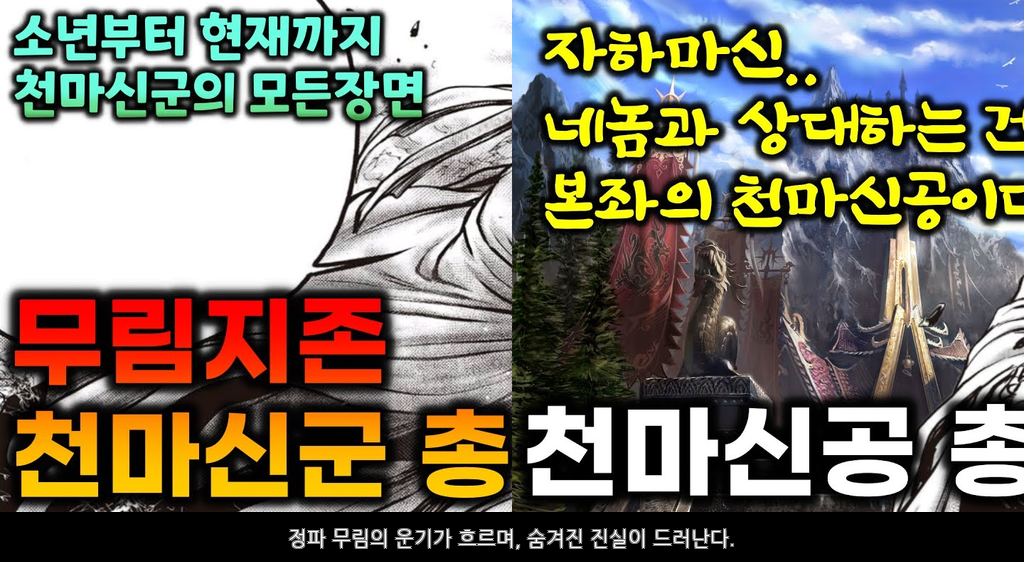 소년부터 현재까지
천마신군의 모든장면
무림지존
천마신군 총
자하마신..
네놈과 상대하는 건
본좌의 천마신공이다
천마신공 총
정파 무림의 운기가 흐르며, 숨겨진 진실이 드러난다.